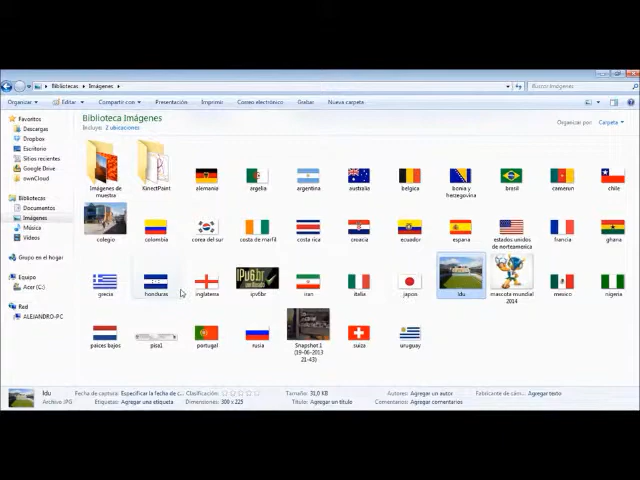 Bibliotecas ▸ Imágenes ▸
Buscar Imágenes
Organizar
Editar
Compartir con
Presentación
Imprimir
Correo electrónico
Grabar
Nueva carpeta
Favoritos
Descargas
Dropbox
Escritorio
Sitios recientes
Google Drive
ownCloud
Bibliotecas
Documentos
Imágenes
Música
Vídeos
Grupo en el hogar
Equipo
Acer (C:)
Red
ALEJANDRO-PC
Biblioteca Imágenes
Incluye: 2 ubicaciones
Organizar por: Carpeta
Imágenes de muestra
KinectPaint
alemania
argelia
argentina
australia
belgica
bosnia y herzegovina
brasil
camerun
chile
colegio
colombia
corea del sur
costa de marfil
costa rica
croacia
ecuador
espana
estados unidos de norteamerica
francia
ghana
grecia
honduras
inglaterra
ipv6br
iran
italia
japon
ldu
mascota mundial 2014
mexico
nigeria
paices bajos
pisa1
portugal
rusia
Snapshot 1 (19-06-2013 21-43)
suiza
uruguay
ldu
Archivo JPG
Fecha de captura: Especificar la fecha de c...
Etiquetas: Agregar una etiqueta
Clasificación:
Dimensiones: 300 x 225
Tamaño: 31,0 KB
Título: Agregar un título
Autores: Agregar un autor
Comentarios: Agregar comentarios
Fabricante de cám... Agregar texto